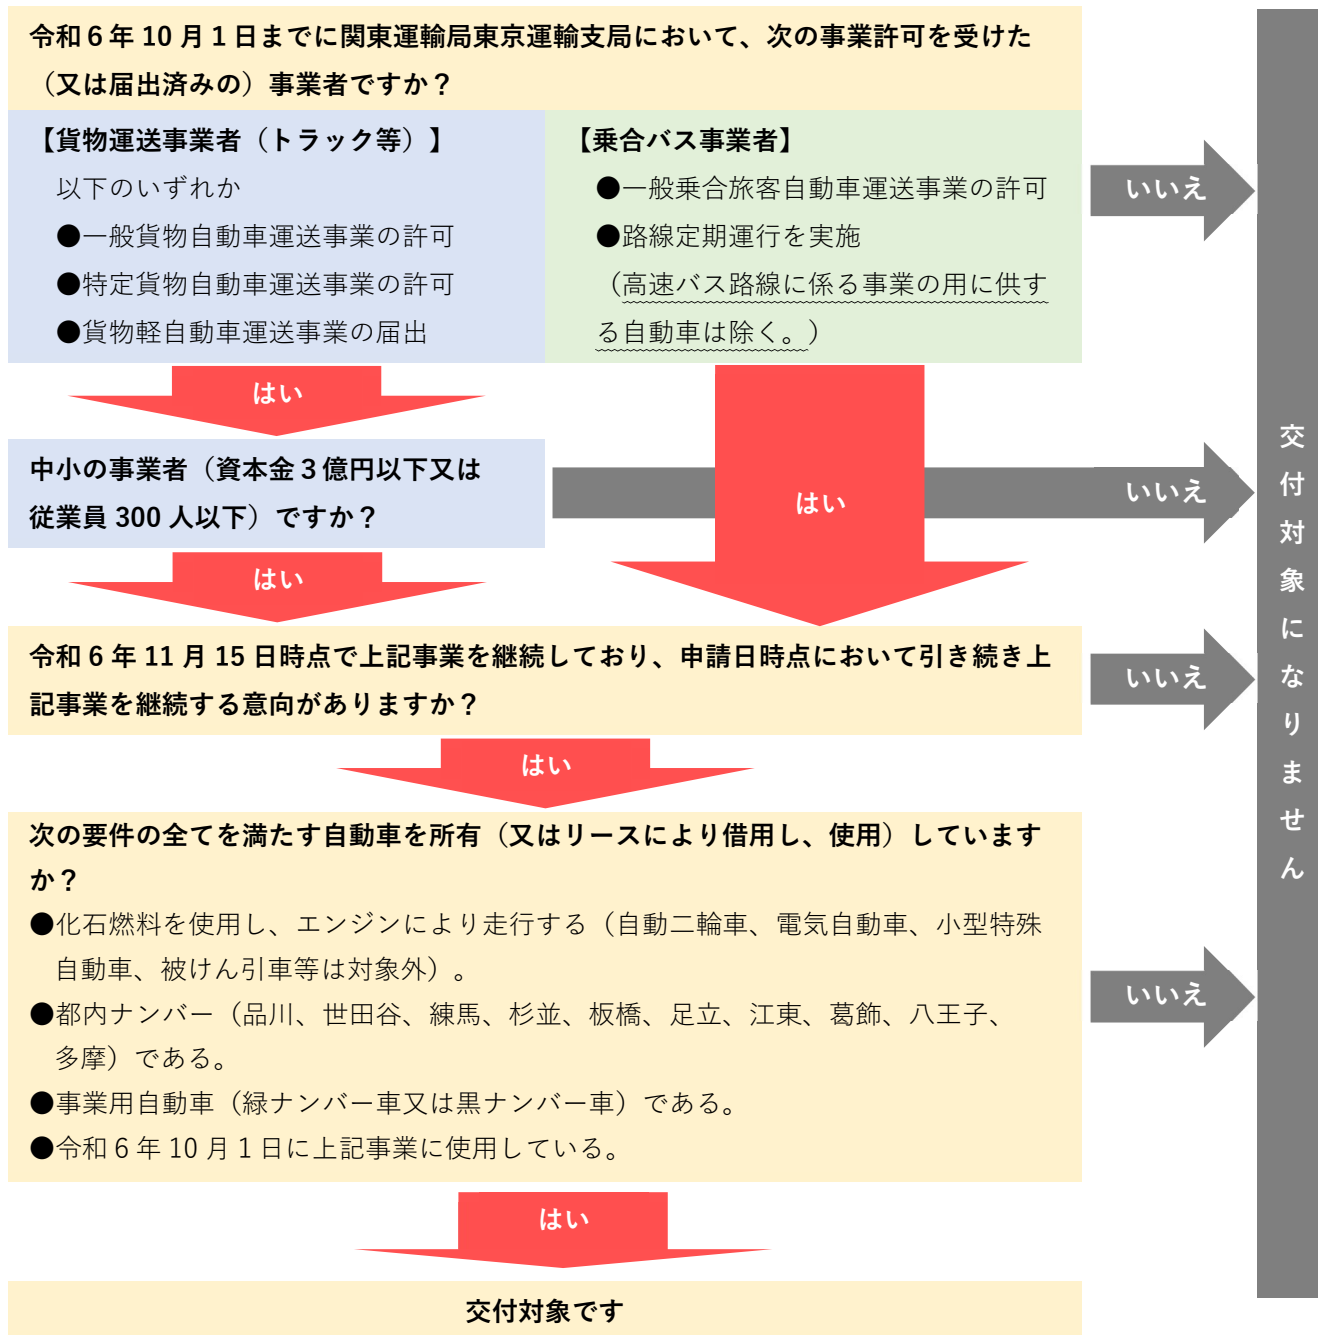 令和６年 10 月１日までに関東運輸局東京運輸支局において、次の事業許可を受けた
（又は届出済みの）事業者ですか？
【貨物運送事業者（トラック等）】
以下のいずれか
●一般貨物自動車運送事業の許可
●特定貨物自動車運送事業の許可
●貨物軽自動車運送事業の届出
【乗合バス事業者】
●一般乗合旅客自動車運送事業の許可
●路線定期運行を実施
（高速バス路線に係る事業の用に供す
る自動車は除く。）
いいえ
はい
中小の事業者（資本金３億円以下又は
従業員 300 人以下）ですか？
はい
いいえ
はい
令和６年 11 月 15 日時点で上記事業を継続しており、申請日時点において引き続き上
記事業を継続する意向がありますか？
いいえ
はい
次の要件の全てを満たす自動車を所有（又はリースにより借用し、使用）しています
か？
●化石燃料を使用し、エンジンにより走行する（自動二輪車、電気自動車、小型特殊
自動車、被けん引車等は対象外）。
●都内ナンバー（品川、世田谷、練馬、杉並、板橋、足立、江東、葛飾、八王子、
多摩）である。
●事業用自動車（緑ナンバー車又は黒ナンバー車）である。
●令和６年 10 月１日に上記事業に使用している。
いいえ
はい
交付対象です
交付対象になりません